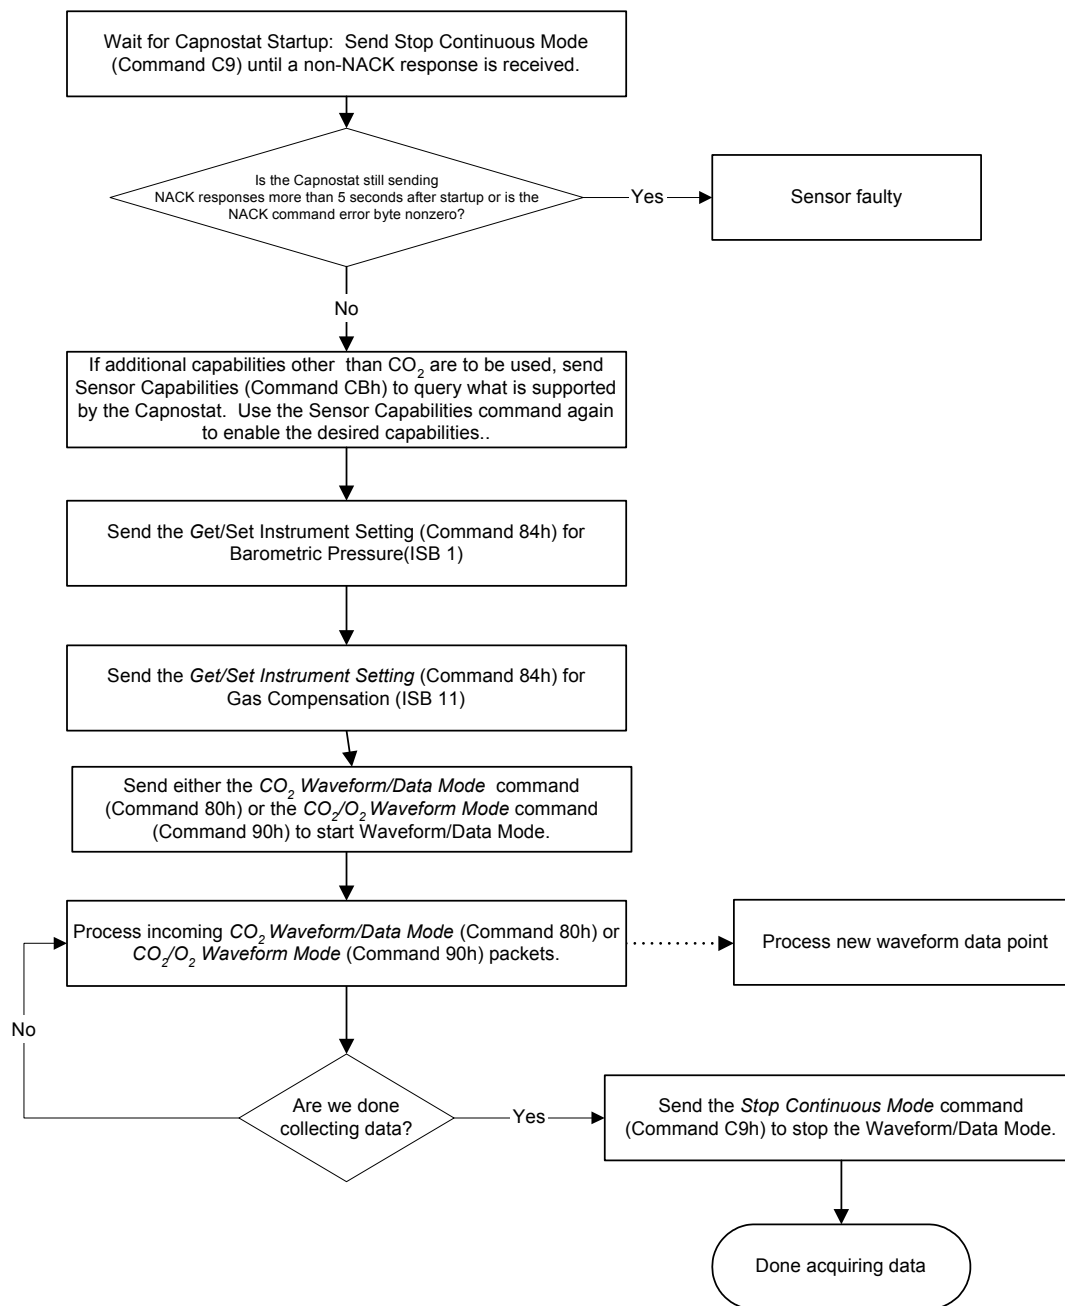 Wait for Capnostat Startup:  Send Stop Continuous Mode
(Command C9) until a non-NACK response is received.
Is the Capnostat still sending
NACK responses more than 5 seconds after startup or is the
NACK command error byte nonzero?
Yes
Sensor faulty
No
If additional capabilities other  than CO2 are to be used, send
Sensor Capabilities (Command CBh) to query what is supported
by the Capnostat.  Use the Sensor Capabilities command again
to enable the desired capabilities..
Send the Get/Set Instrument Setting (Command 84h) for
Barometric Pressure(ISB 1)
Send the Get/Set Instrument Setting (Command 84h) for
Gas Compensation (ISB 11)
Send either the CO2 Waveform/Data Mode  command
(Command 80h) or the CO2/O2 Waveform Mode command
(Command 90h) to start Waveform/Data Mode.
Process incoming CO2 Waveform/Data Mode (Command 80h) or
CO2/O2 Waveform Mode (Command 90h) packets.
Process new waveform data point
No
Are we done
collecting data?
Yes
Send the Stop Continuous Mode command
(Command C9h) to stop the Waveform/Data Mode.
Done acquiring data